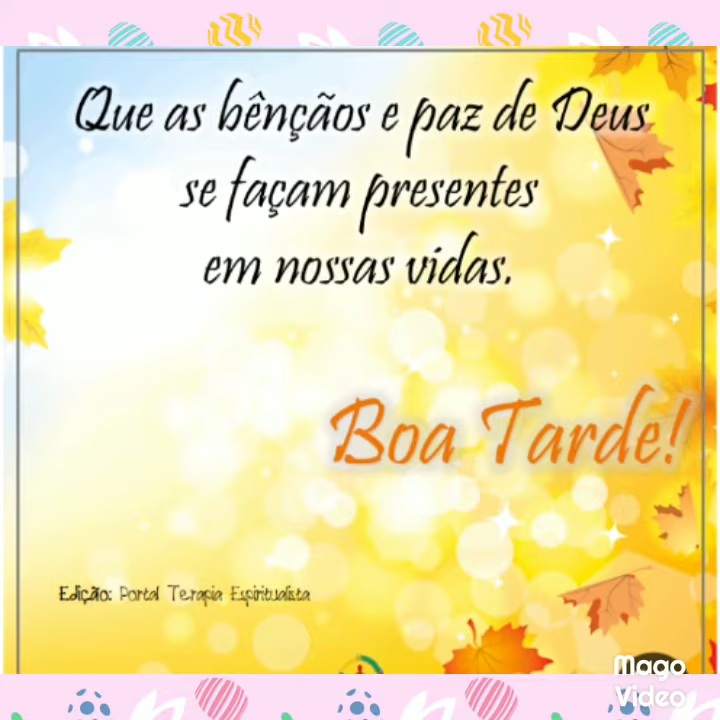 Que as bênçãos e paz de Deus
se façam presentes
em nossas vidas.
Boa Tarde!
Edição: Portal Terapia Espiritualista
Mago
Video